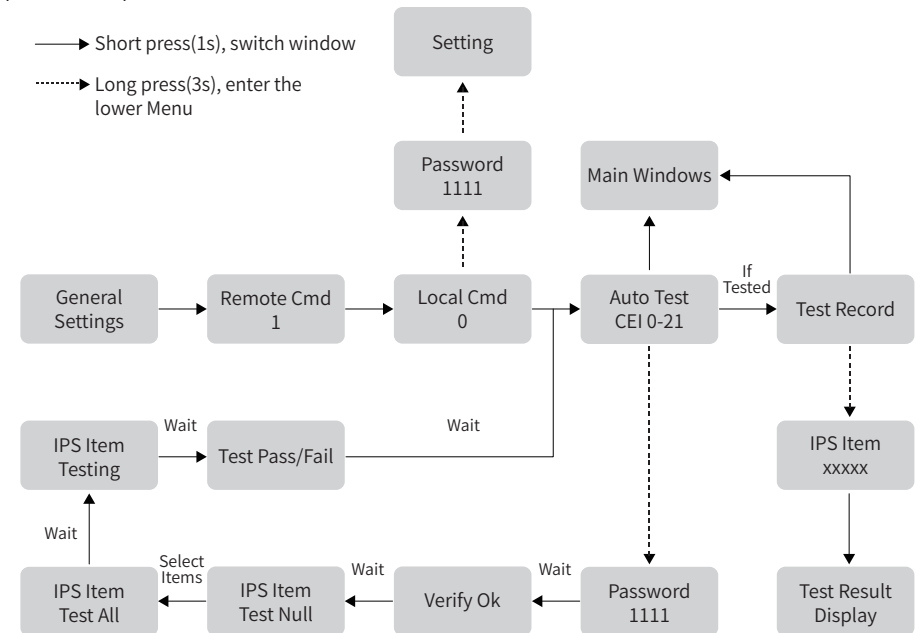 Short press(1s), switch window
Long press(3s), enter the
lower Menu
Setting
Password
1111
Main Windows
General
Settings
Remote Cmd
1
Local Cmd
0
Auto Test
CEI 0-21
If
Tested
Test Record
IPS Item
Testing
Wait
Test Pass/Fail
Wait
IPS Item
xxxxx
Wait
IPS Item
Test All
Select
Items
IPS Item
Test Null
Wait
Verify Ok
Wait
Password
1111
Test Result
Display